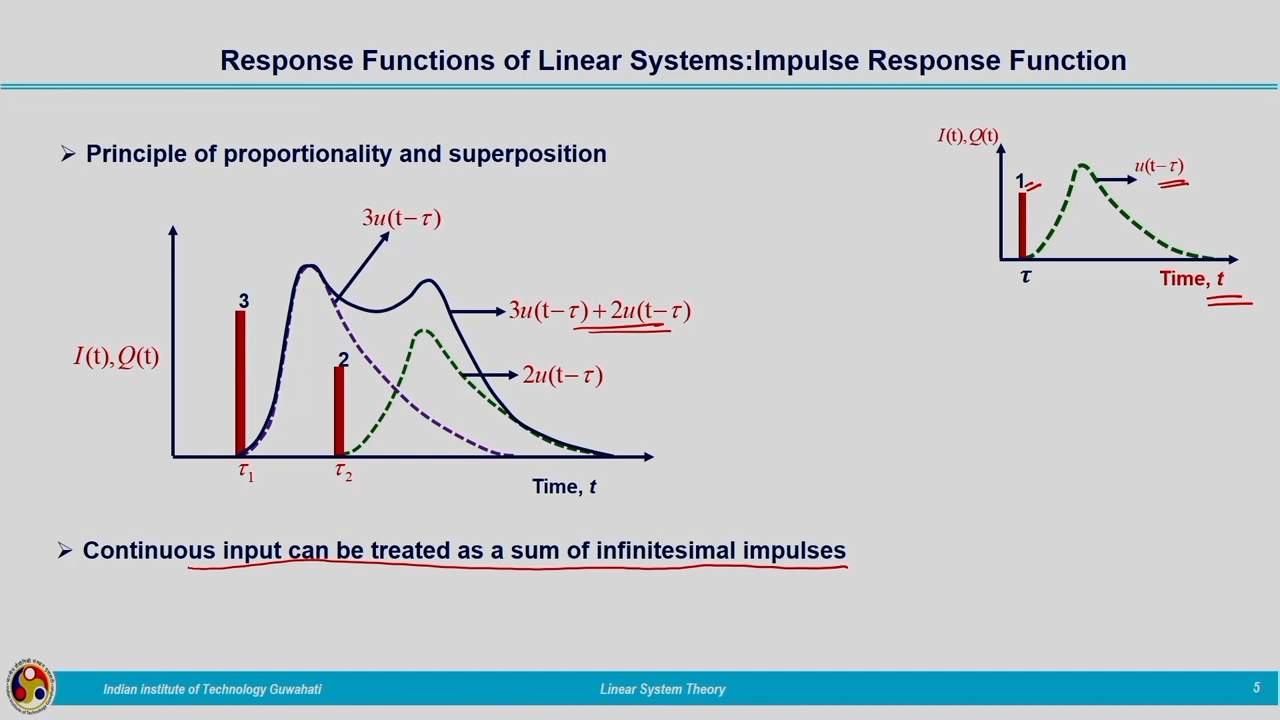 Response Functions of Linear Systems:Impulse Response Function
➢ Principle of proportionality and superposition
I(t), Q(t)
1
u(t−τ)
τ
Time, t
3u(t−τ)
3
3u(t−τ)+2u(t−τ)
I(t), Q(t)
2
2u(t−τ)
τ1
τ2
Time, t
➢ Continuous input can be treated as a sum of infinitesimal impulses
Indian institute of Technology Guwahati
Linear System Theory
5